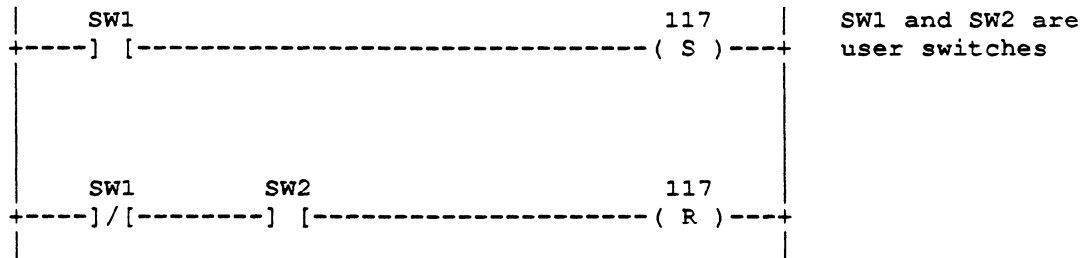 |    SW1                                   117    |   SW1 and SW2 are
+----] [--------------------------------( S )---+   user switches
|    SW1         SW2                       117    |
+----]/[--------] [---------------------( R )---+